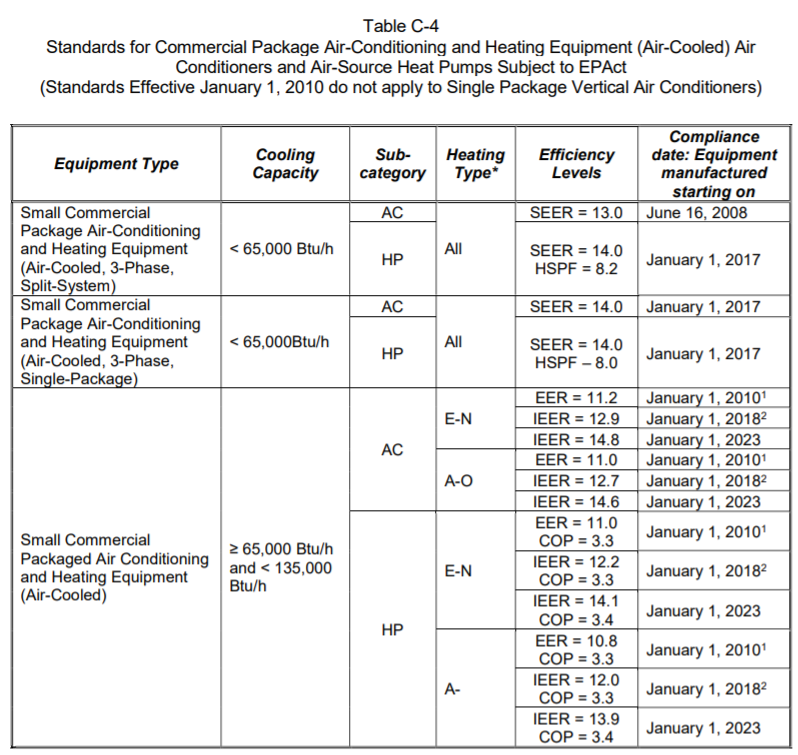 Table C-4
Standards for Commercial Package Air-Conditioning and Heating Equipment (Air-Cooled) Air
Conditioners and Air-Source Heat Pumps Subject to EPAct
(Standards Effective January 1, 2010 do not apply to Single Package Vertical Air Conditioners)
Equipment Type
Cooling
Capacity
Sub-
category
Heating
Type*
Efficiency
Levels
Compliance
date: Equipment
manufactured
starting on
Small Commercial
Package Air-Conditioning
and Heating Equipment
(Air-Cooled, 3-Phase,
Split-System)
< 65,000 Btu/h
AC
All
SEER = 13.0
June 16, 2008
HP
SEER = 14.0
HSPF = 8.2
January 1, 2017
Small Commercial
Package Air-Conditioning
and Heating Equipment
(Air-Cooled, 3-Phase,
Single-Package)
< 65,000Btu/h
AC
All
SEER = 14.0
January 1, 2017
HP
SEER = 14.0
HSPF – 8.0
January 1, 2017
Small Commercial
Packaged Air Conditioning
and Heating Equipment
(Air-Cooled)
≥ 65,000 Btu/h
and < 135,000
Btu/h
AC
E-N
EER = 11.2
January 1, 2010¹
IEER = 12.9
January 1, 2018²
IEER = 14.8
January 1, 2023
A-O
EER = 11.0
January 1, 2010¹
IEER = 12.7
January 1, 2018²
IEER = 14.6
January 1, 2023
HP
E-N
EER = 11.0
COP = 3.3
January 1, 2010¹
IEER = 12.2
COP = 3.3
January 1, 2018²
IEER = 14.1
COP = 3.4
January 1, 2023
A-
EER = 10.8
COP = 3.3
January 1, 2010¹
IEER = 12.0
COP = 3.3
January 1, 2018²
IEER = 13.9
COP = 3.4
January 1, 2023